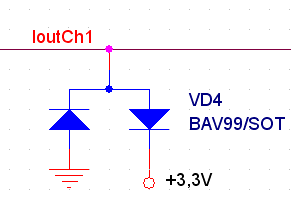 IoutCh1
VD4
BAV99/SOT
+3,3V